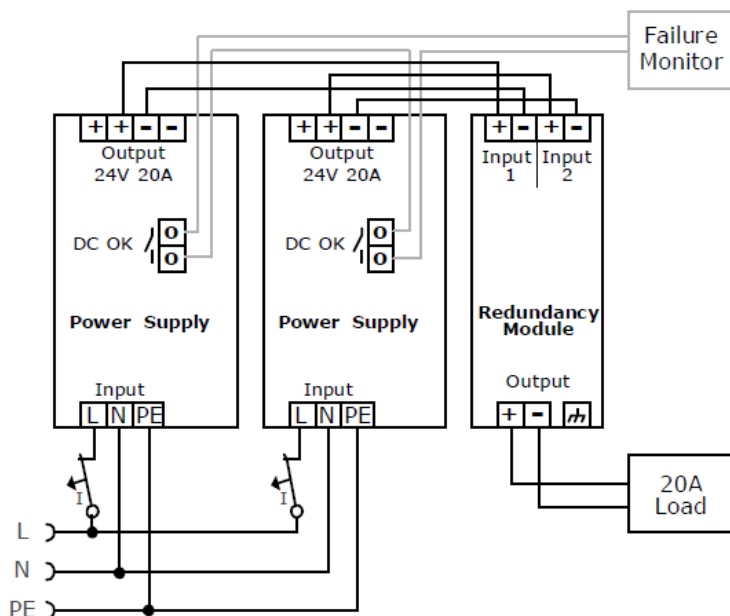 Failure
Monitor
+ + - -
Output
24V 20A
DC OK
O
O
Power Supply
Input
L N PE
I
+ + - -
Output
24V 20A
DC OK
O
O
Power Supply
Input
L N PE
I
+ - + -
Input
1
Input
2
Redundancy
Module
Output
+ -
20A
Load
L
N
PE